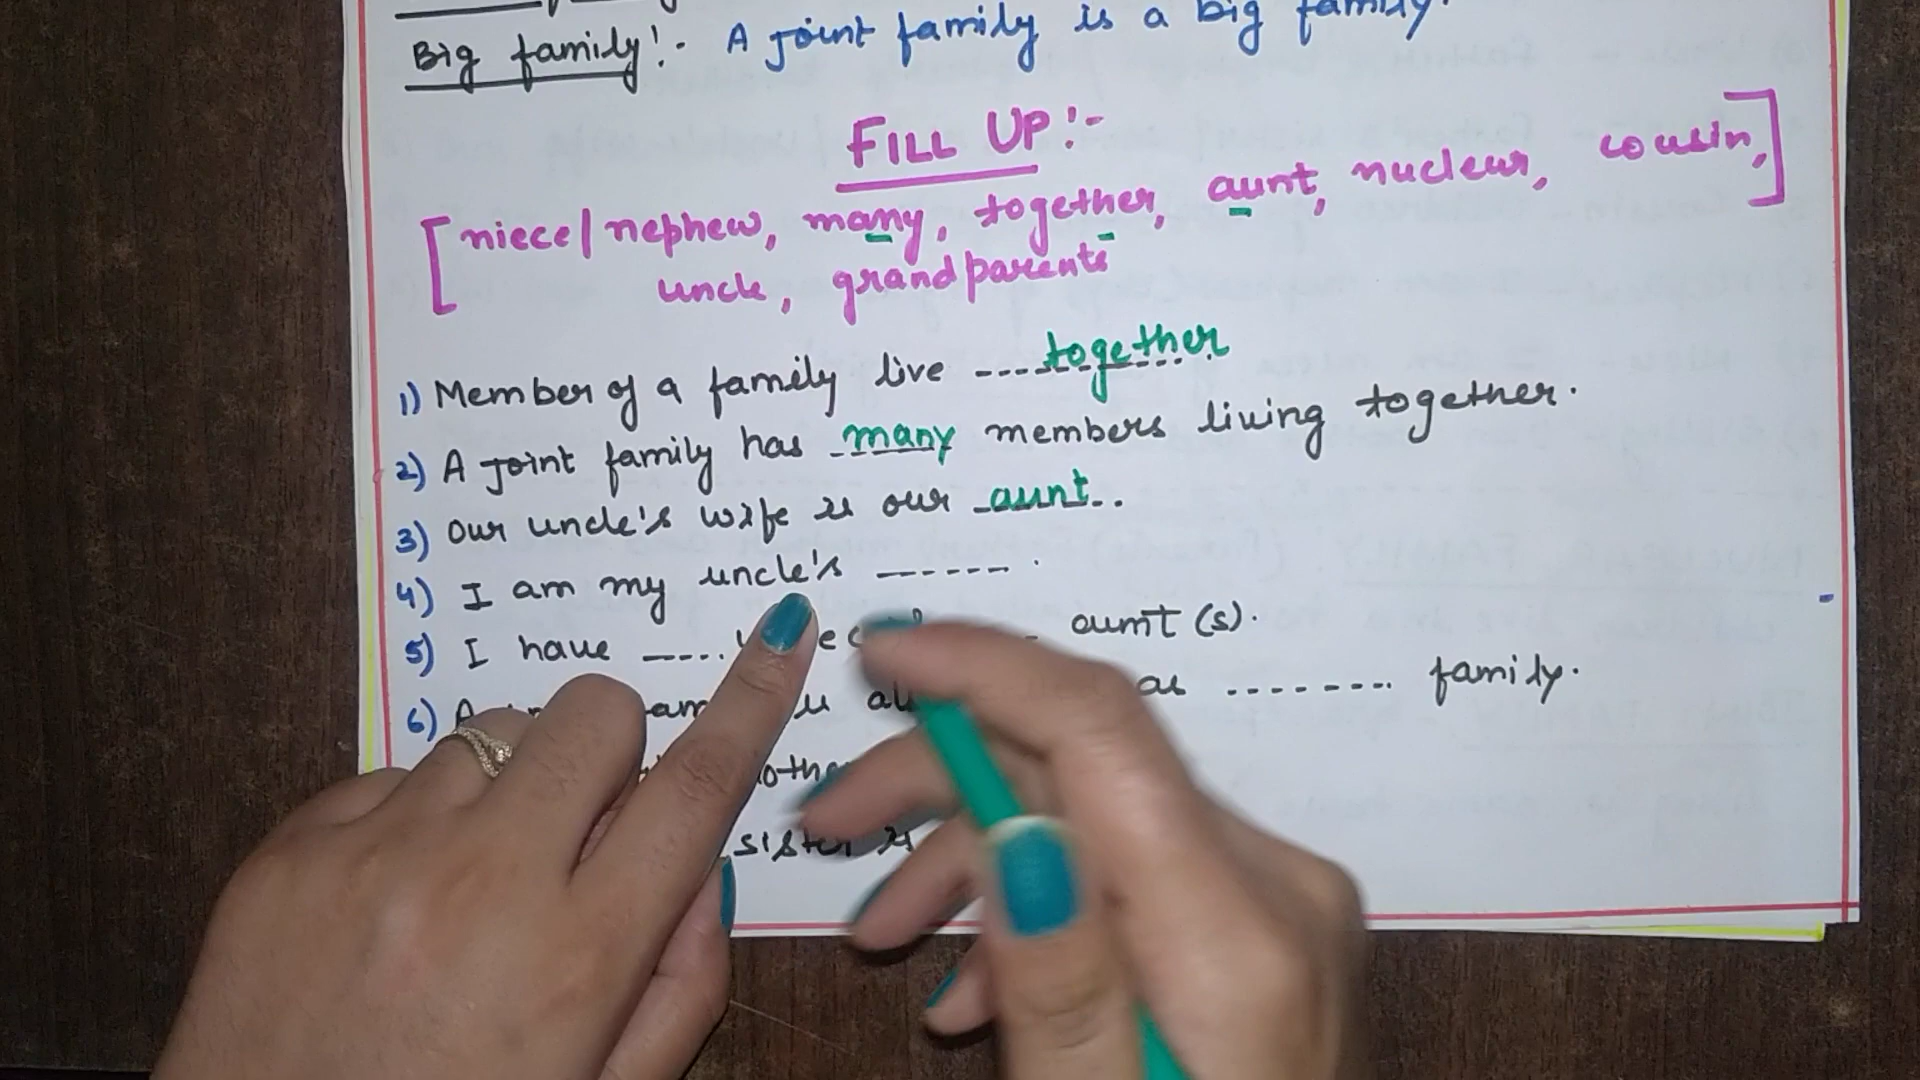 Big family:- A joint family is a big family.
FILL UP:-
[niece/nephew, many, together, aunt, nuclear, cousin,]
uncle, grandparents
1) Member of a family live ---together---.
2) A joint family has many members living together.
3) Our uncle's wife is our aunt..
4) I am my uncle's ------.
5) I have ---- aunt(s).
6) A as -------- family.
sister is